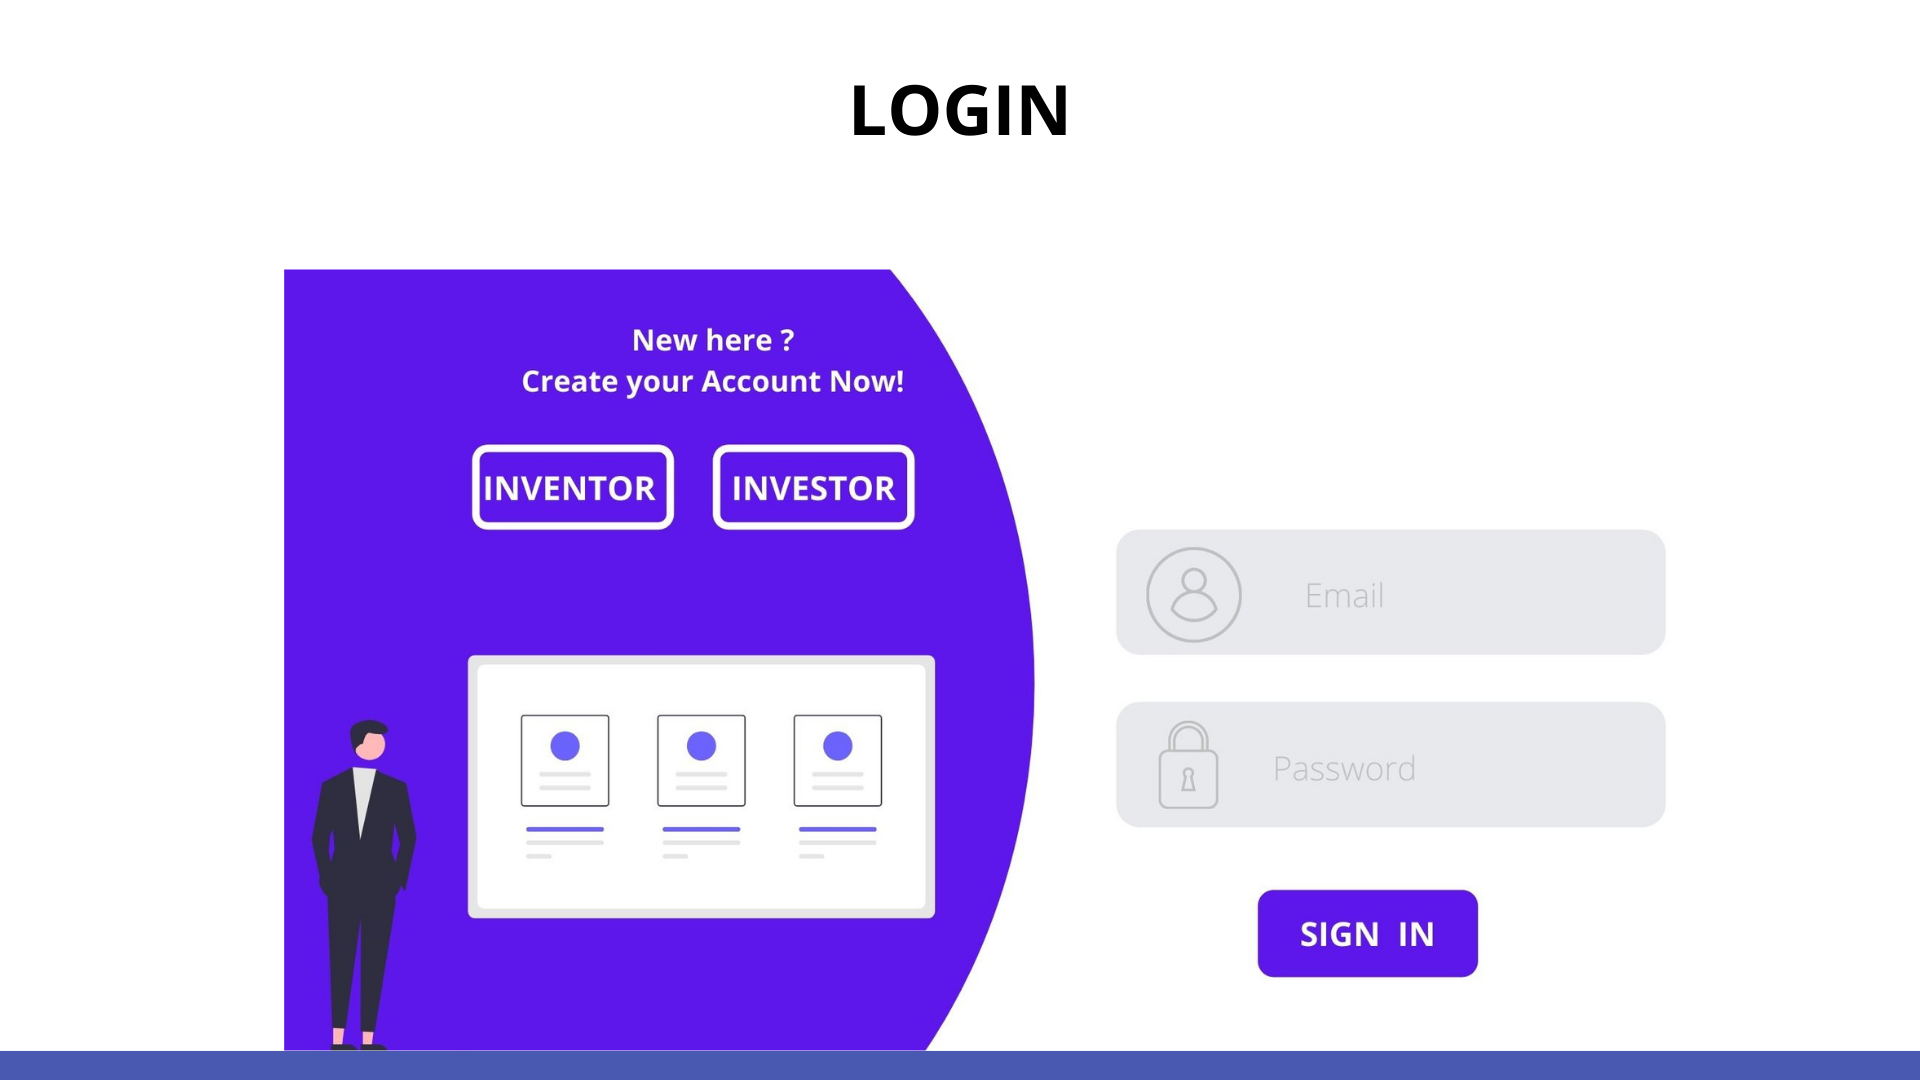 LOGIN
New here ?
Create your Account Now!
INVENTOR
INVESTOR
Email
Password
SIGN IN